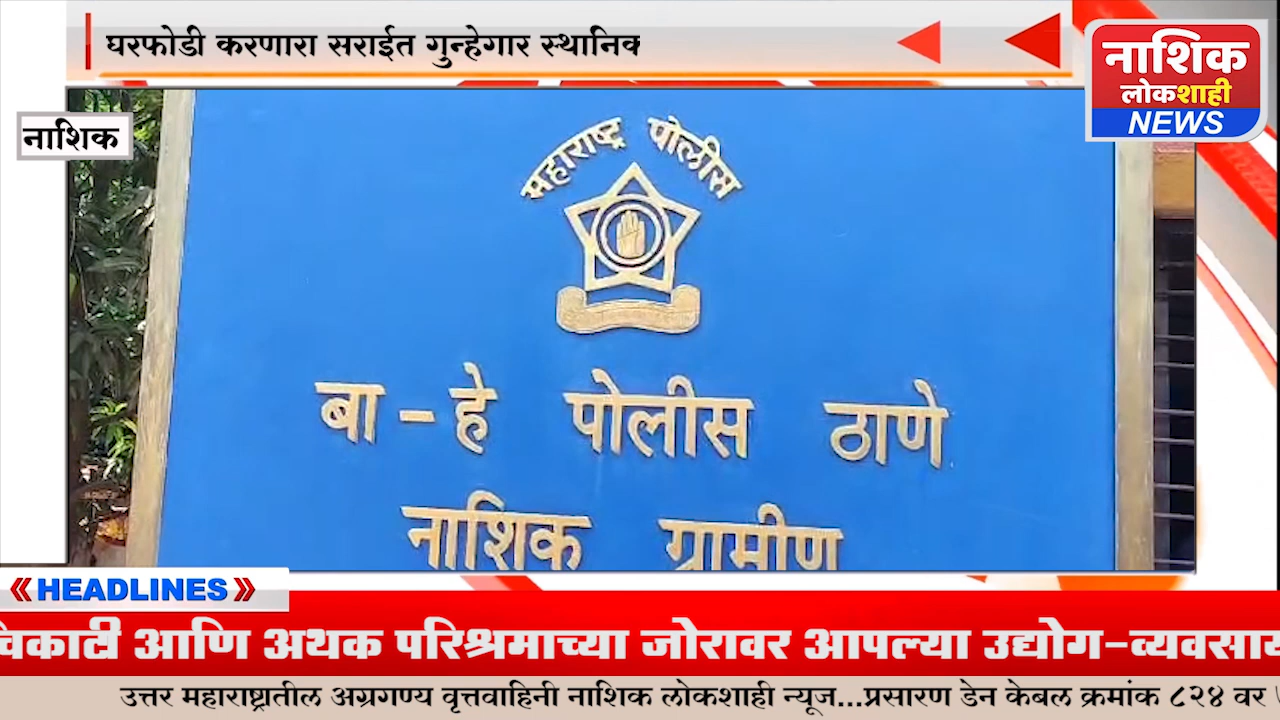 घरफोडी करणारा सराईत गुन्हेगार स्थानिक
नाशिक
लोकशाही
NEWS
नाशिक
महाराष्ट्र पोलीस
बा-हे पोलीस ठाणे
नाशिक ग्रामीण
HEADLINES
चिकाटी आणि अथक परिश्रमाच्या जोरावर आपल्या उद्योग-व्यवसाय
उत्तर महाराष्ट्रातील अग्रगण्य वृत्तवाहिनी नाशिक लोकशाही न्यूज...प्रसारण डेन केबल क्रमांक ८२४ वर